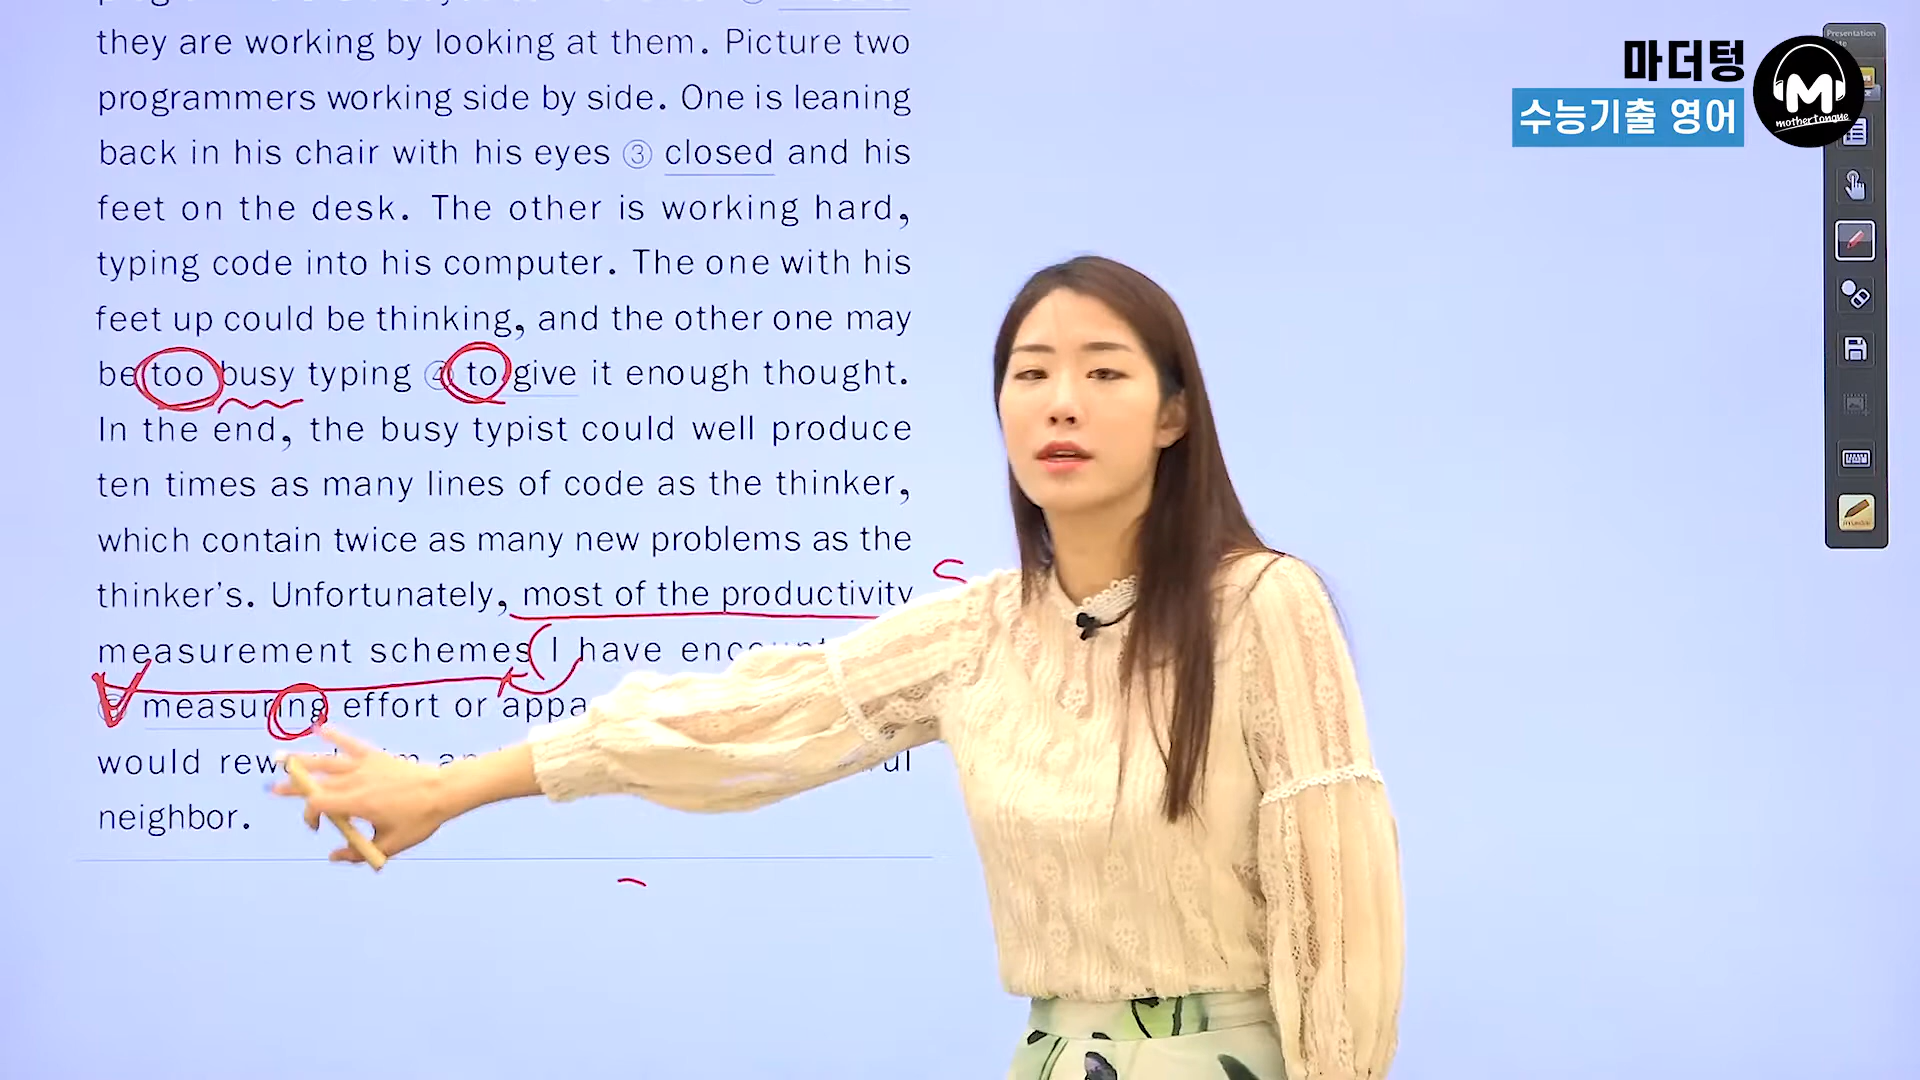 they are working by looking at them. Picture two
programmers working side by side. One is leaning
back in his chair with his eyes ③ closed and his
feet on the desk. The other is working hard,
typing code into his computer. The one with his
feet up could be thinking, and the other one may
be too busy typing ④ to give it enough thought.
In the end, the busy typist could well produce
ten times as many lines of code as the thinker,
which contain twice as many new problems as the
thinker's. Unfortunately, most of the productivity
measurement schemes I have
measuring effort or
would
neighbor.
마더텅
수능기출 영어
M
mothertongue
Presentation